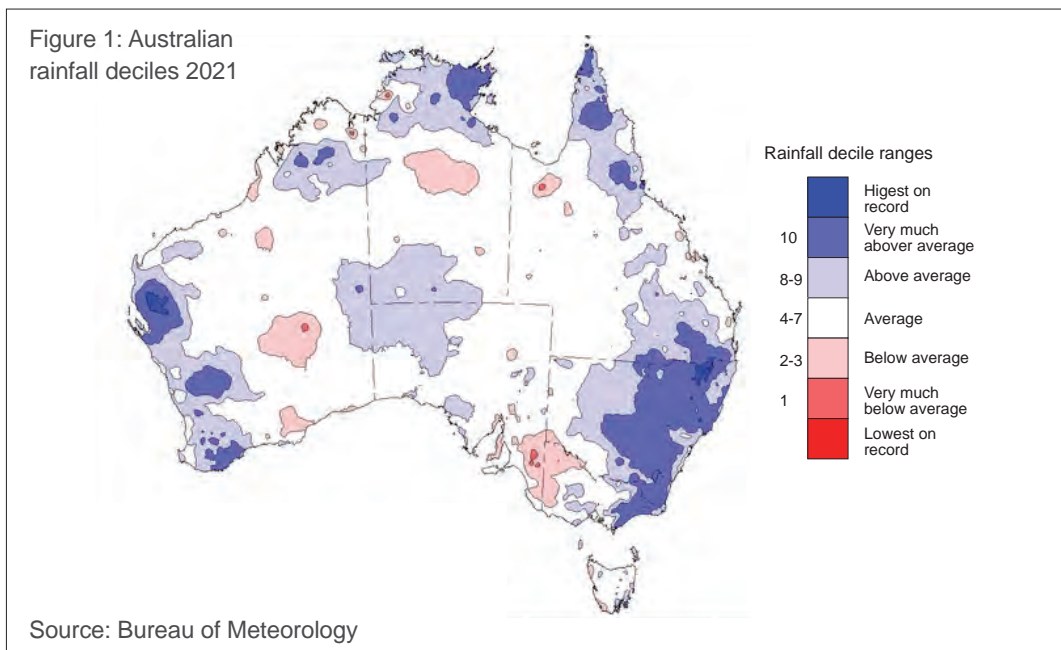 Figure 1: Australian
rainfall deciles 2021
Rainfall decile ranges
Higest on
record
10
Very much
abover average
8-9
Above average
4-7
Average
2-3
Below average
1
Very much
below average
Lowest on
record
Source: Bureau of Meteorology